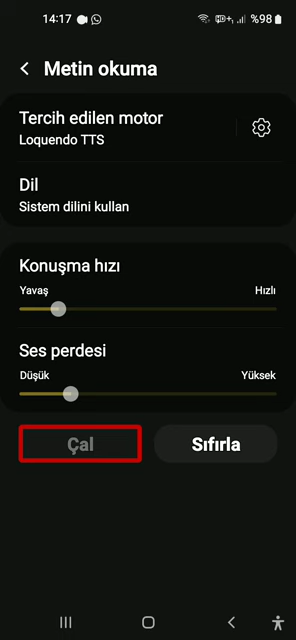 14:17 %98
Metin okuma
Tercih edilen motor
Loquendo TTS
Dil
Sistem dilini kullan
Konuşma hızı
Yavaş Hızlı
Ses perdesi
Düşük Yüksek
Çal Sıfırla